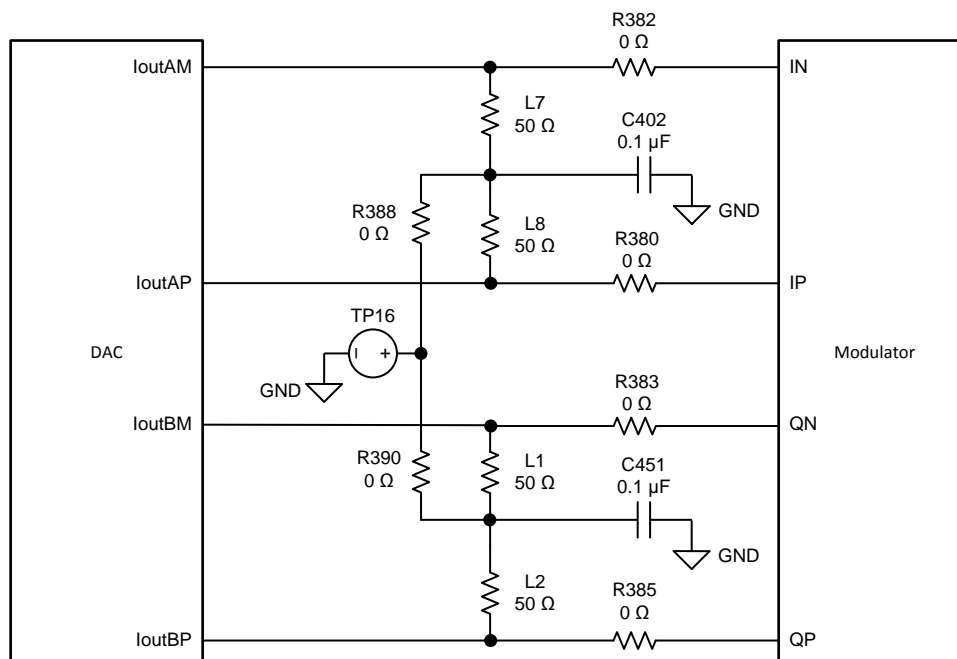 R382
0 Ω
IoutAM
IN
L7
50 Ω
C402
0.1 µF
R388
0 Ω
GND
L8
50 Ω
R380
0 Ω
IoutAP
IP
TP16
DAC
Modulator
GND
R383
0 Ω
IoutBM
QN
R390
0 Ω
L1
50 Ω
C451
0.1 µF
GND
L2
50 Ω
R385
0 Ω
IoutBP
QP